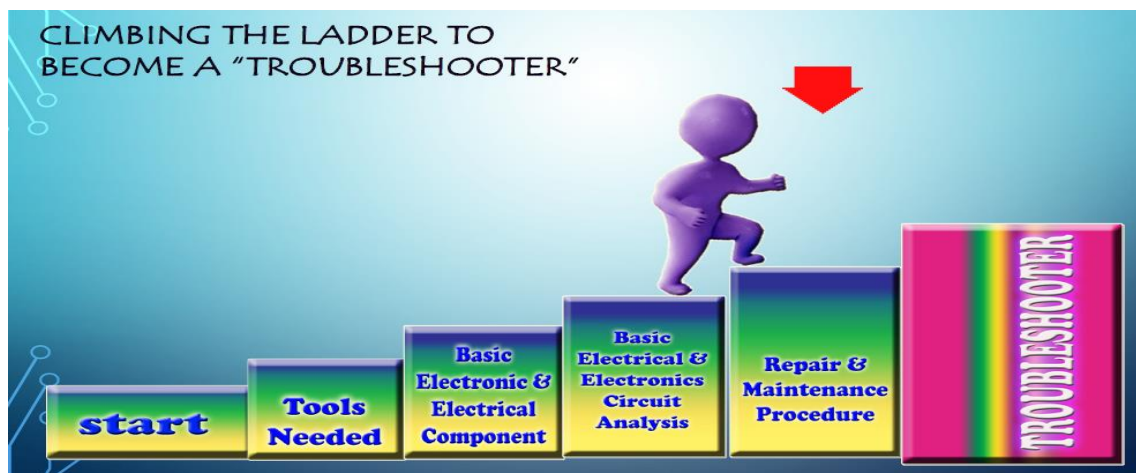 CLIMBING THE LADDER TO
BECOME A "TROUBLESHOOTER"
start
Tools
Needed
Basic
Electronic &
Electrical
Component
Basic
Electrical &
Electronics
Circuit
Analysis
Repair &
Maintenance
Procedure
TROUBLESHOOTER